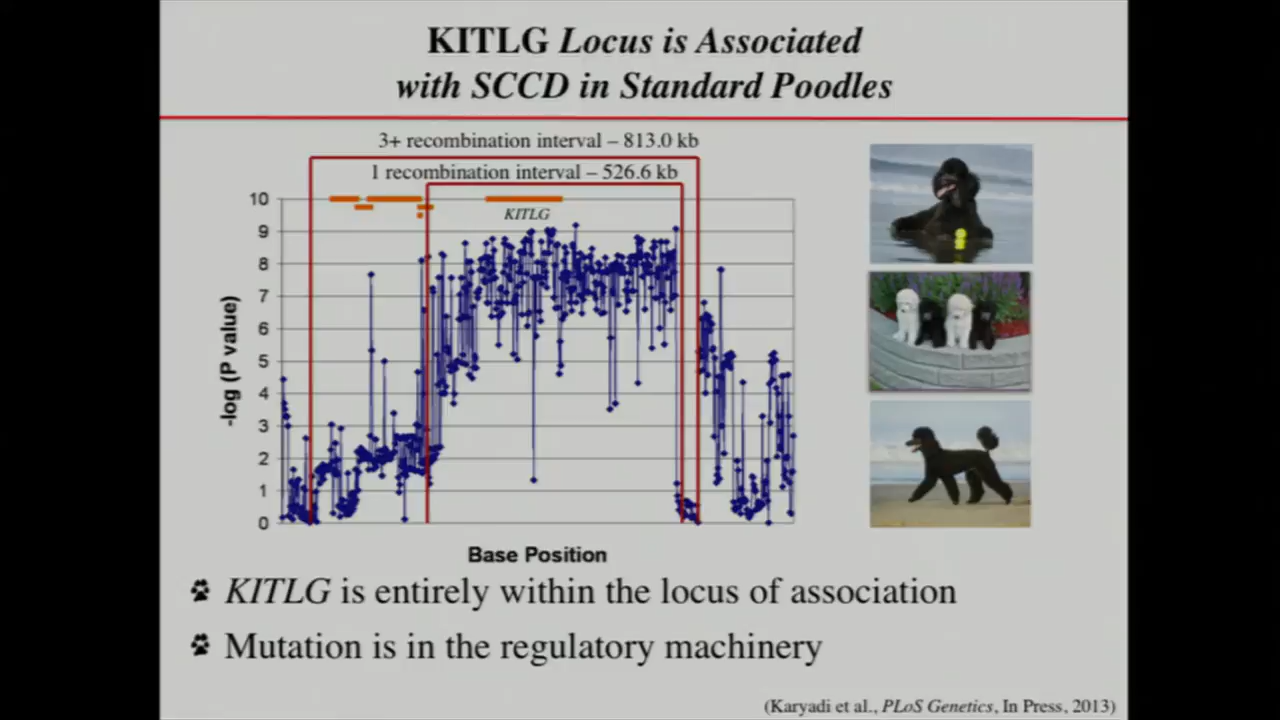 KITLG Locus is Associated
with SCCD in Standard Poodles
3+ recombination interval – 813.0 kb
1 recombination interval – 526.6 kb
KITLG
10
9
8
7
6
5
4
3
2
1
0
-log (P value)
Base Position
KITLG is entirely within the locus of association
Mutation is in the regulatory machinery
(Karyadi et al., PLoS Genetics, In Press, 2013)